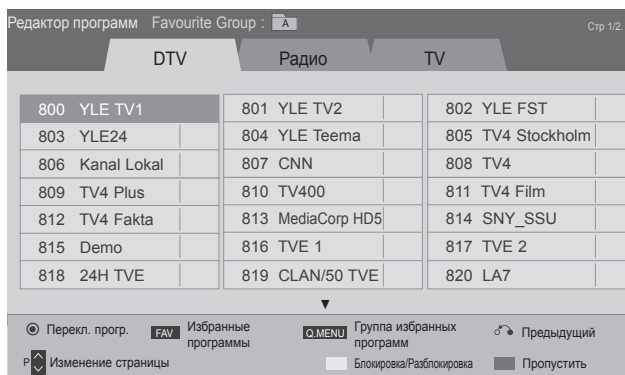 Редактор программ Favourite Group : A Стр 1/2.
DTV Радио TV
800 YLE TV1 801 YLE TV2 802 YLE FST
803 YLE24 804 YLE Teema 805 TV4 Stockholm
806 Kanal Lokal 807 CNN 808 TV4
809 TV4 Plus 810 TV400 811 TV4 Film
812 TV4 Fakta 813 MediaCorp HD5 814 SNY_SSU
815 Demo 816 TVE 1 817 TVE 2
818 24H TVE 819 CLAN/50 TVE 820 LA7
Перекл. прогр. FAV Избранные программы Q.MENU Группа избранных программ Предыдущий
P Изменение страницы Блокировка/Разблокировка Пропустить